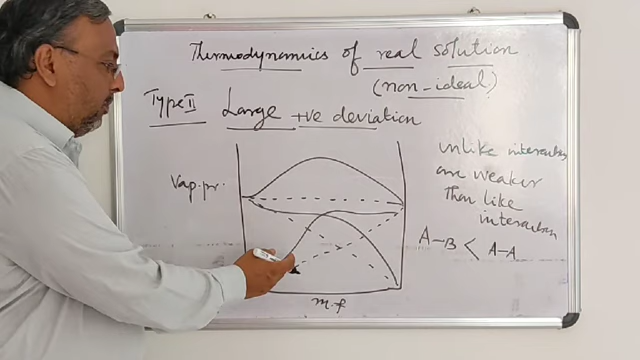 Thermodynamics of real solution
(non-ideal)
Type II Large +ve deviation
Vap.pr.
m.f
unlike interaction
are weaker
Than like
interaction
A-B < A-A